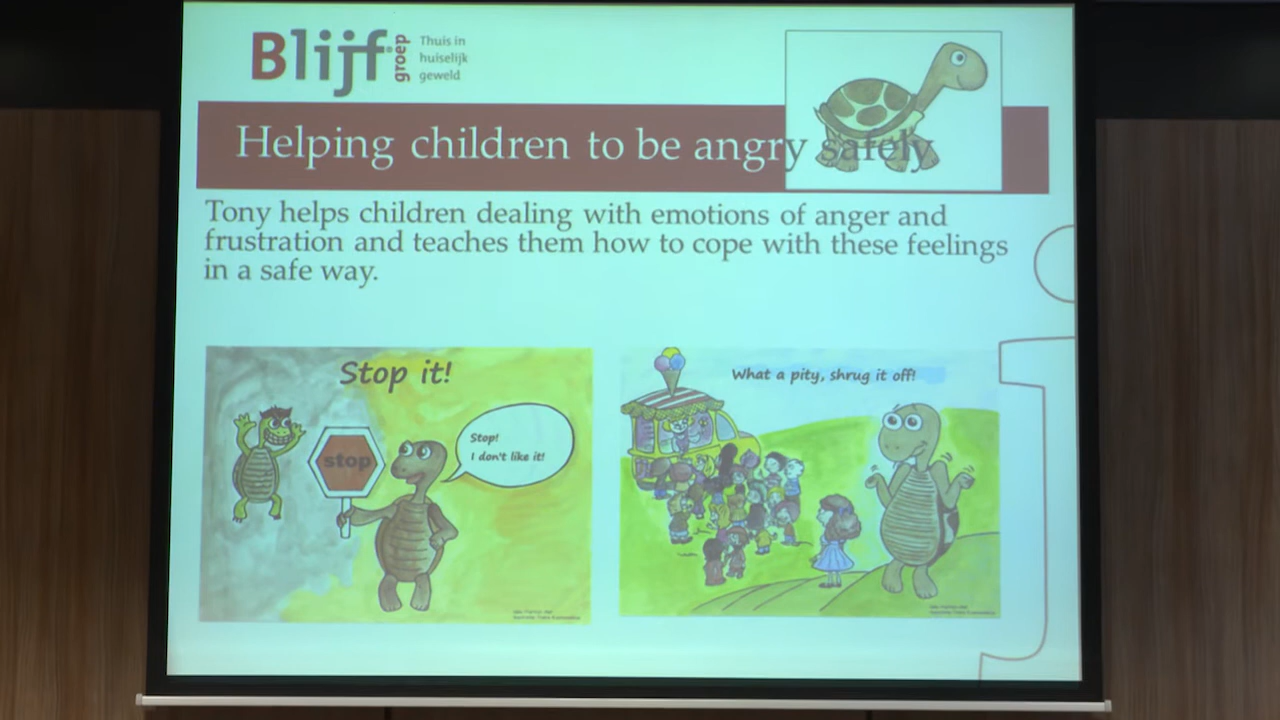 Blijf
groep
Thuis in
huiselijk
geweld
Helping children to be angry safely
Tony helps children dealing with emotions of anger and
frustration and teaches them how to cope with these feelings
in a safe way.
Stop it!
stop
Stop!
I don't like it!
What a pity, shrug it off!